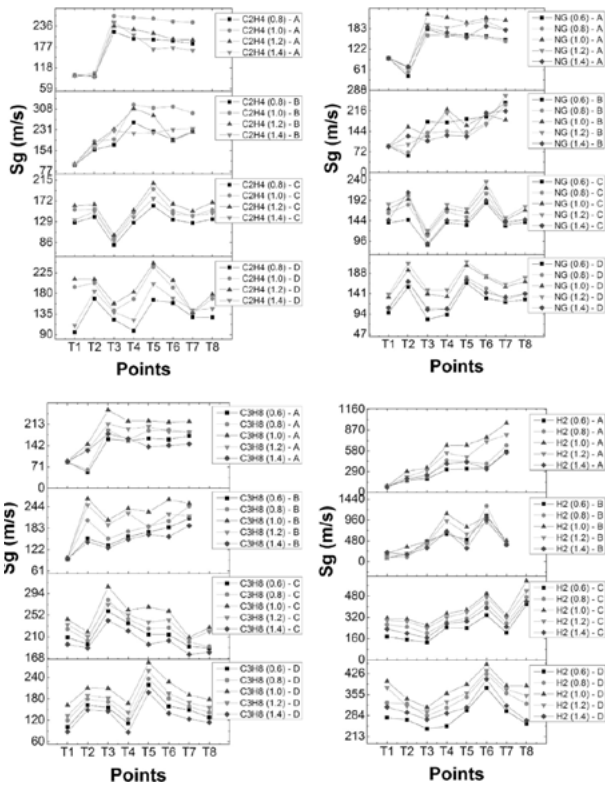 Sg (m/s)
236
177
118
59
C2H4 (0.8) - A
C2H4 (1.0) - A
C2H4 (1.2) - A
C2H4 (1.4) - A
308
231
154
77
C2H4 (0.8) - B
C2H4 (1.0) - B
C2H4 (1.2) - B
C2H4 (1.4) - B
215
172
129
86
C2H4 (0.8) - C
C2H4 (1.0) - C
C2H4 (1.2) - C
C2H4 (1.4) - C
225
180
135
90
C2H4 (0.8) - D
C2H4 (1.0) - D
C2H4 (1.2) - D
C2H4 (1.4) - D
T1 T2 T3 T4 T5 T6 T7 T8
Points
Sg (m/s)
183
122
61
NG (0.6) - A
NG (0.8) - A
NG (1.0) - A
NG (1.2) - A
NG (1.4) - A
288
216
144
72
NG (0.6) - B
NG (0.8) - B
NG (1.0) - B
NG (1.2) - B
NG (1.4) - B
240
192
144
96
NG (0.6) - C
NG (0.8) - C
NG (1.0) - C
NG (1.2) - C
NG (1.4) - C
188
141
94
47
NG (0.6) - D
NG (0.8) - D
NG (1.0) - D
NG (1.2) - D
NG (1.4) - D
T1 T2 T3 T4 T5 T6 T7 T8
Points
Sg (m/s)
213
142
71
0
C3H8 (0.6) - A
C3H8 (0.8) - A
C3H8 (1.0) - A
C3H8 (1.2) - A
C3H8 (1.4) - A
244
183
122
61
C3H8 (0.6) - B
C3H8 (0.8) - B
C3H8 (1.0) - B
C3H8 (1.2) - B
C3H8 (1.4) - B
294
252
210
168
C3H8 (0.6) - C
C3H8 (0.8) - C
C3H8 (1.0) - C
C3H8 (1.2) - C
C3H8 (1.4) - C
240
180
120
60
C3H8 (0.6) - D
C3H8 (0.8) - D
C3H8 (1.0) - D
C3H8 (1.2) - D
C3H8 (1.4) - D
T1 T2 T3 T4 T5 T6 T7 T8
Points
Sg (m/s)
1160
870
580
290
0
H2 (0.6) - A
H2 (0.8) - A
H2 (1.0) - A
H2 (1.2) - A
H2 (1.4) - A
1440
960
480
0
H2 (0.6) - B
H2 (0.8) - B
H2 (1.0) - B
H2 (1.2) - B
H2 (1.4) - B
480
320
160
0
H2 (0.6) - C
H2 (0.8) - C
H2 (1.0) - C
H2 (1.2) - C
H2 (1.4) - C
426
355
284
213
H2 (0.6) - D
H2 (0.8) - D
H2 (1.0) - D
H2 (1.2) - D
H2 (1.4) - D
T1 T2 T3 T4 T5 T6 T7 T8
Points